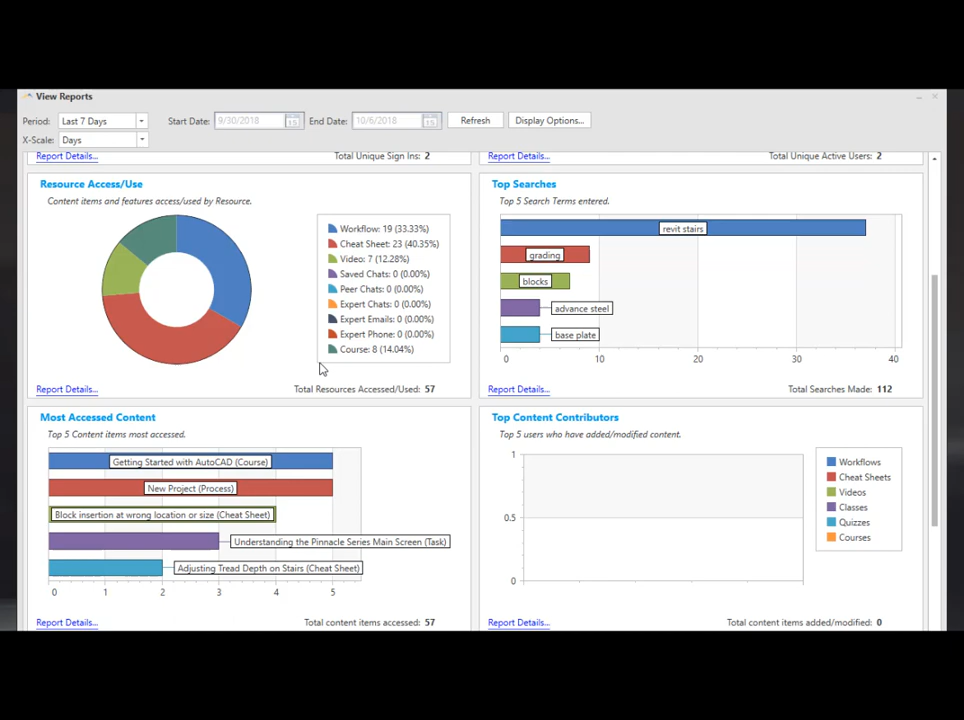 View Reports
Period: Last 7 Days Start Date: 9/30/2018 15 End Date: 10/6/2018 15 Refresh Display Options...
X-Scale: Days
Report Details... Total Unique Sign Ins: 2 Report Details... Total Unique Active Users: 2
Resource Access/Use
Content items and features access/used by Resource.
Workflow: 19 (33.33%)
Cheat Sheet: 23 (40.35%)
Video: 7 (12.28%)
Saved Chats: 0 (0.00%)
Peer Chats: 0 (0.00%)
Expert Chats: 0 (0.00%)
Expert Emails: 0 (0.00%)
Expert Phone: 0 (0.00%)
Course: 8 (14.04%)
Report Details... Total Resources Accessed/Used: 57
Top Searches
Top 5 Search Terms entered.
revit stairs
grading
blocks
advance steel
base plate
0 10 20 30 40
Report Details... Total Searches Made: 112
Most Accessed Content
Top 5 Content items most accessed.
Getting Started with AutoCAD (Course)
New Project (Process)
Block insertion at wrong location or size (Cheat Sheet)
Understanding the Pinnacle Series Main Screen (Task)
Adjusting Tread Depth on Stairs (Cheat Sheet)
0 1 2 3 4 5
Report Details... Total content items accessed: 57
Top Content Contributors
Top 5 users who have added/modified content.
1
0.5
0
Workflows
Cheat Sheets
Videos
Classes
Quizzes
Courses
Report Details... Total content items added/modified: 0